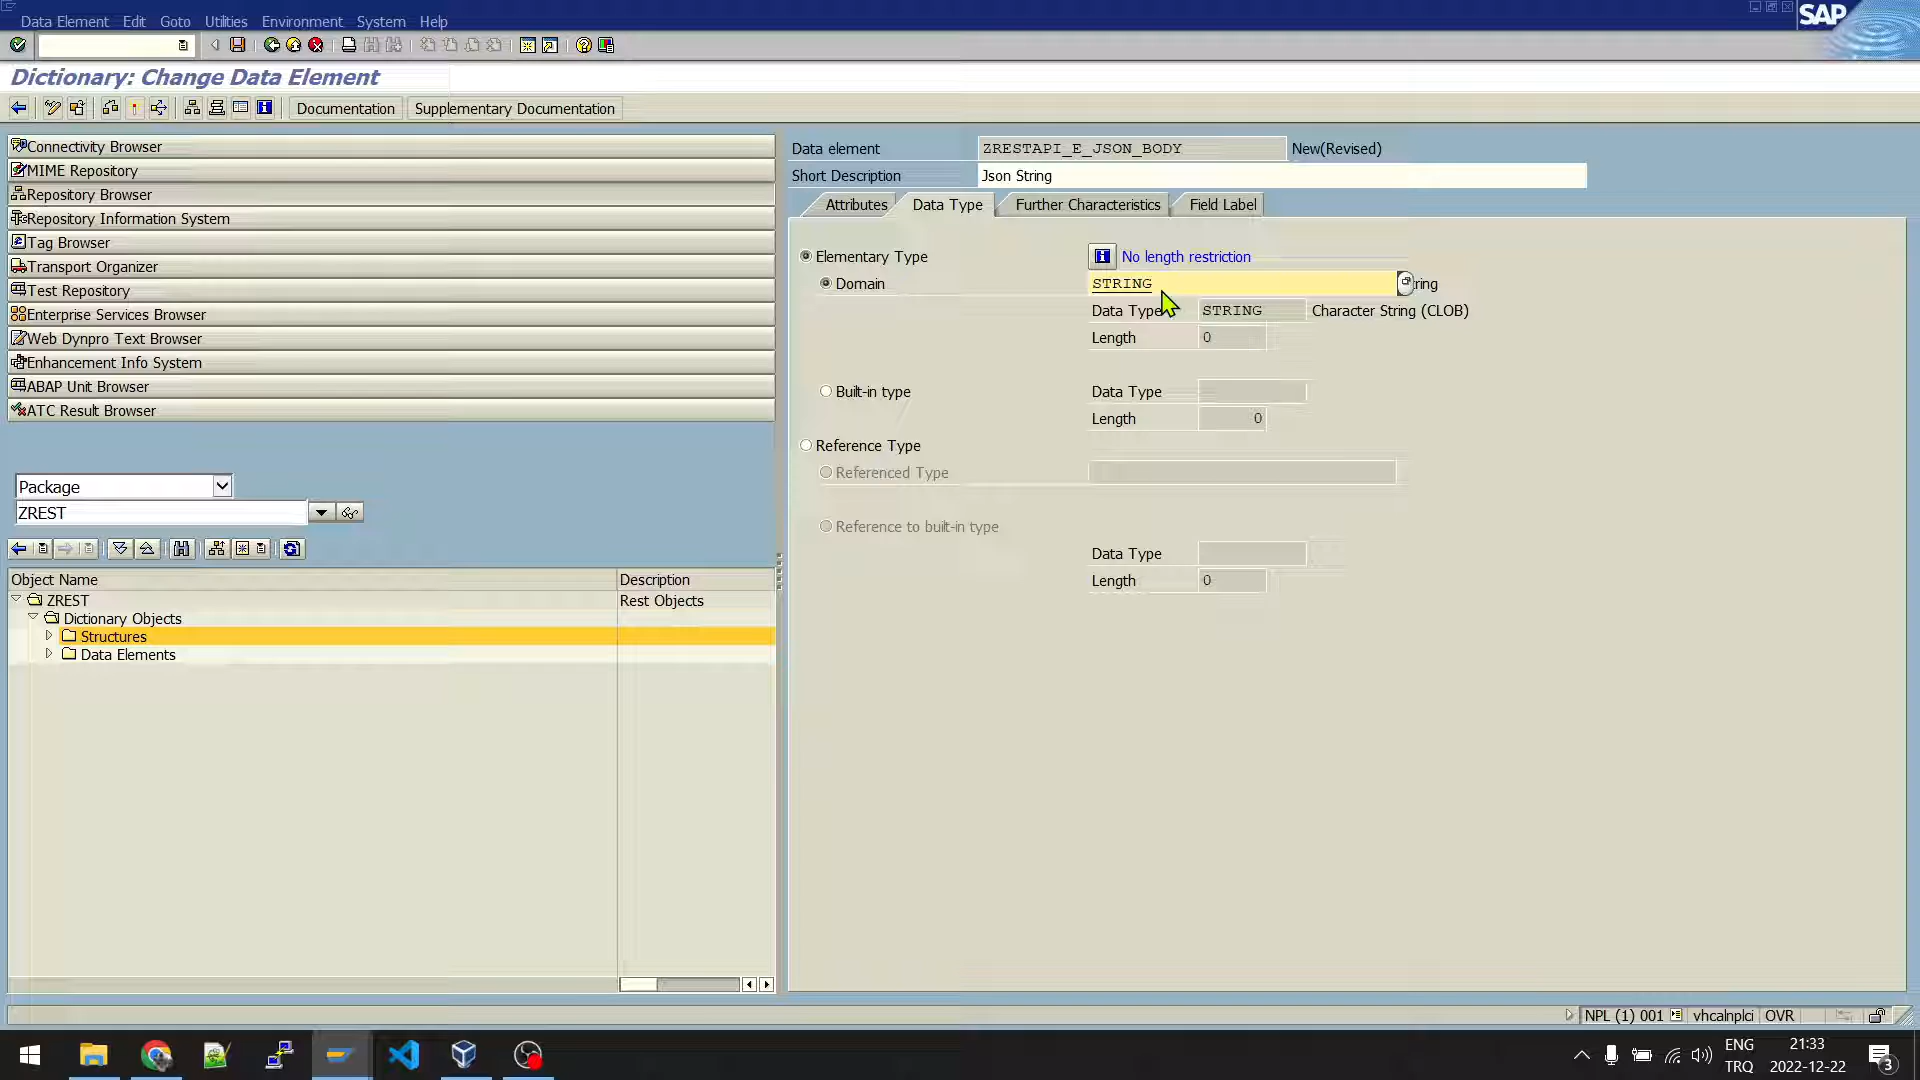 Data Element Edit Goto Utilities Environment System Help
SAP
Dictionary: Change Data Element
Documentation Supplementary Documentation
Connectivity Browser
MIME Repository
Repository Browser
Repository Information System
Tag Browser
Transport Organizer
Test Repository
Enterprise Services Browser
Web Dynpro Text Browser
Enhancement Info System
ABAP Unit Browser
ATC Result Browser
Package
ZREST
Object Name Description
ZREST Rest Objects
Dictionary Objects
Structures
Data Elements
Data element ZRESTAPI_E_JSON_BODY New(Revised)
Short Description Json String
Attributes Data Type Further Characteristics Field Label
Elementary Type No length restriction
Domain STRING ring
Data Type STRING Character String (CLOB)
Length 0
Built-in type Data Type
Length 0
Reference Type
Referenced Type
Reference to built-in type
Data Type
Length 0
NPL (1) 001 vhcalnplci OVR
ENG 21:33
TRQ 2022-12-22
3